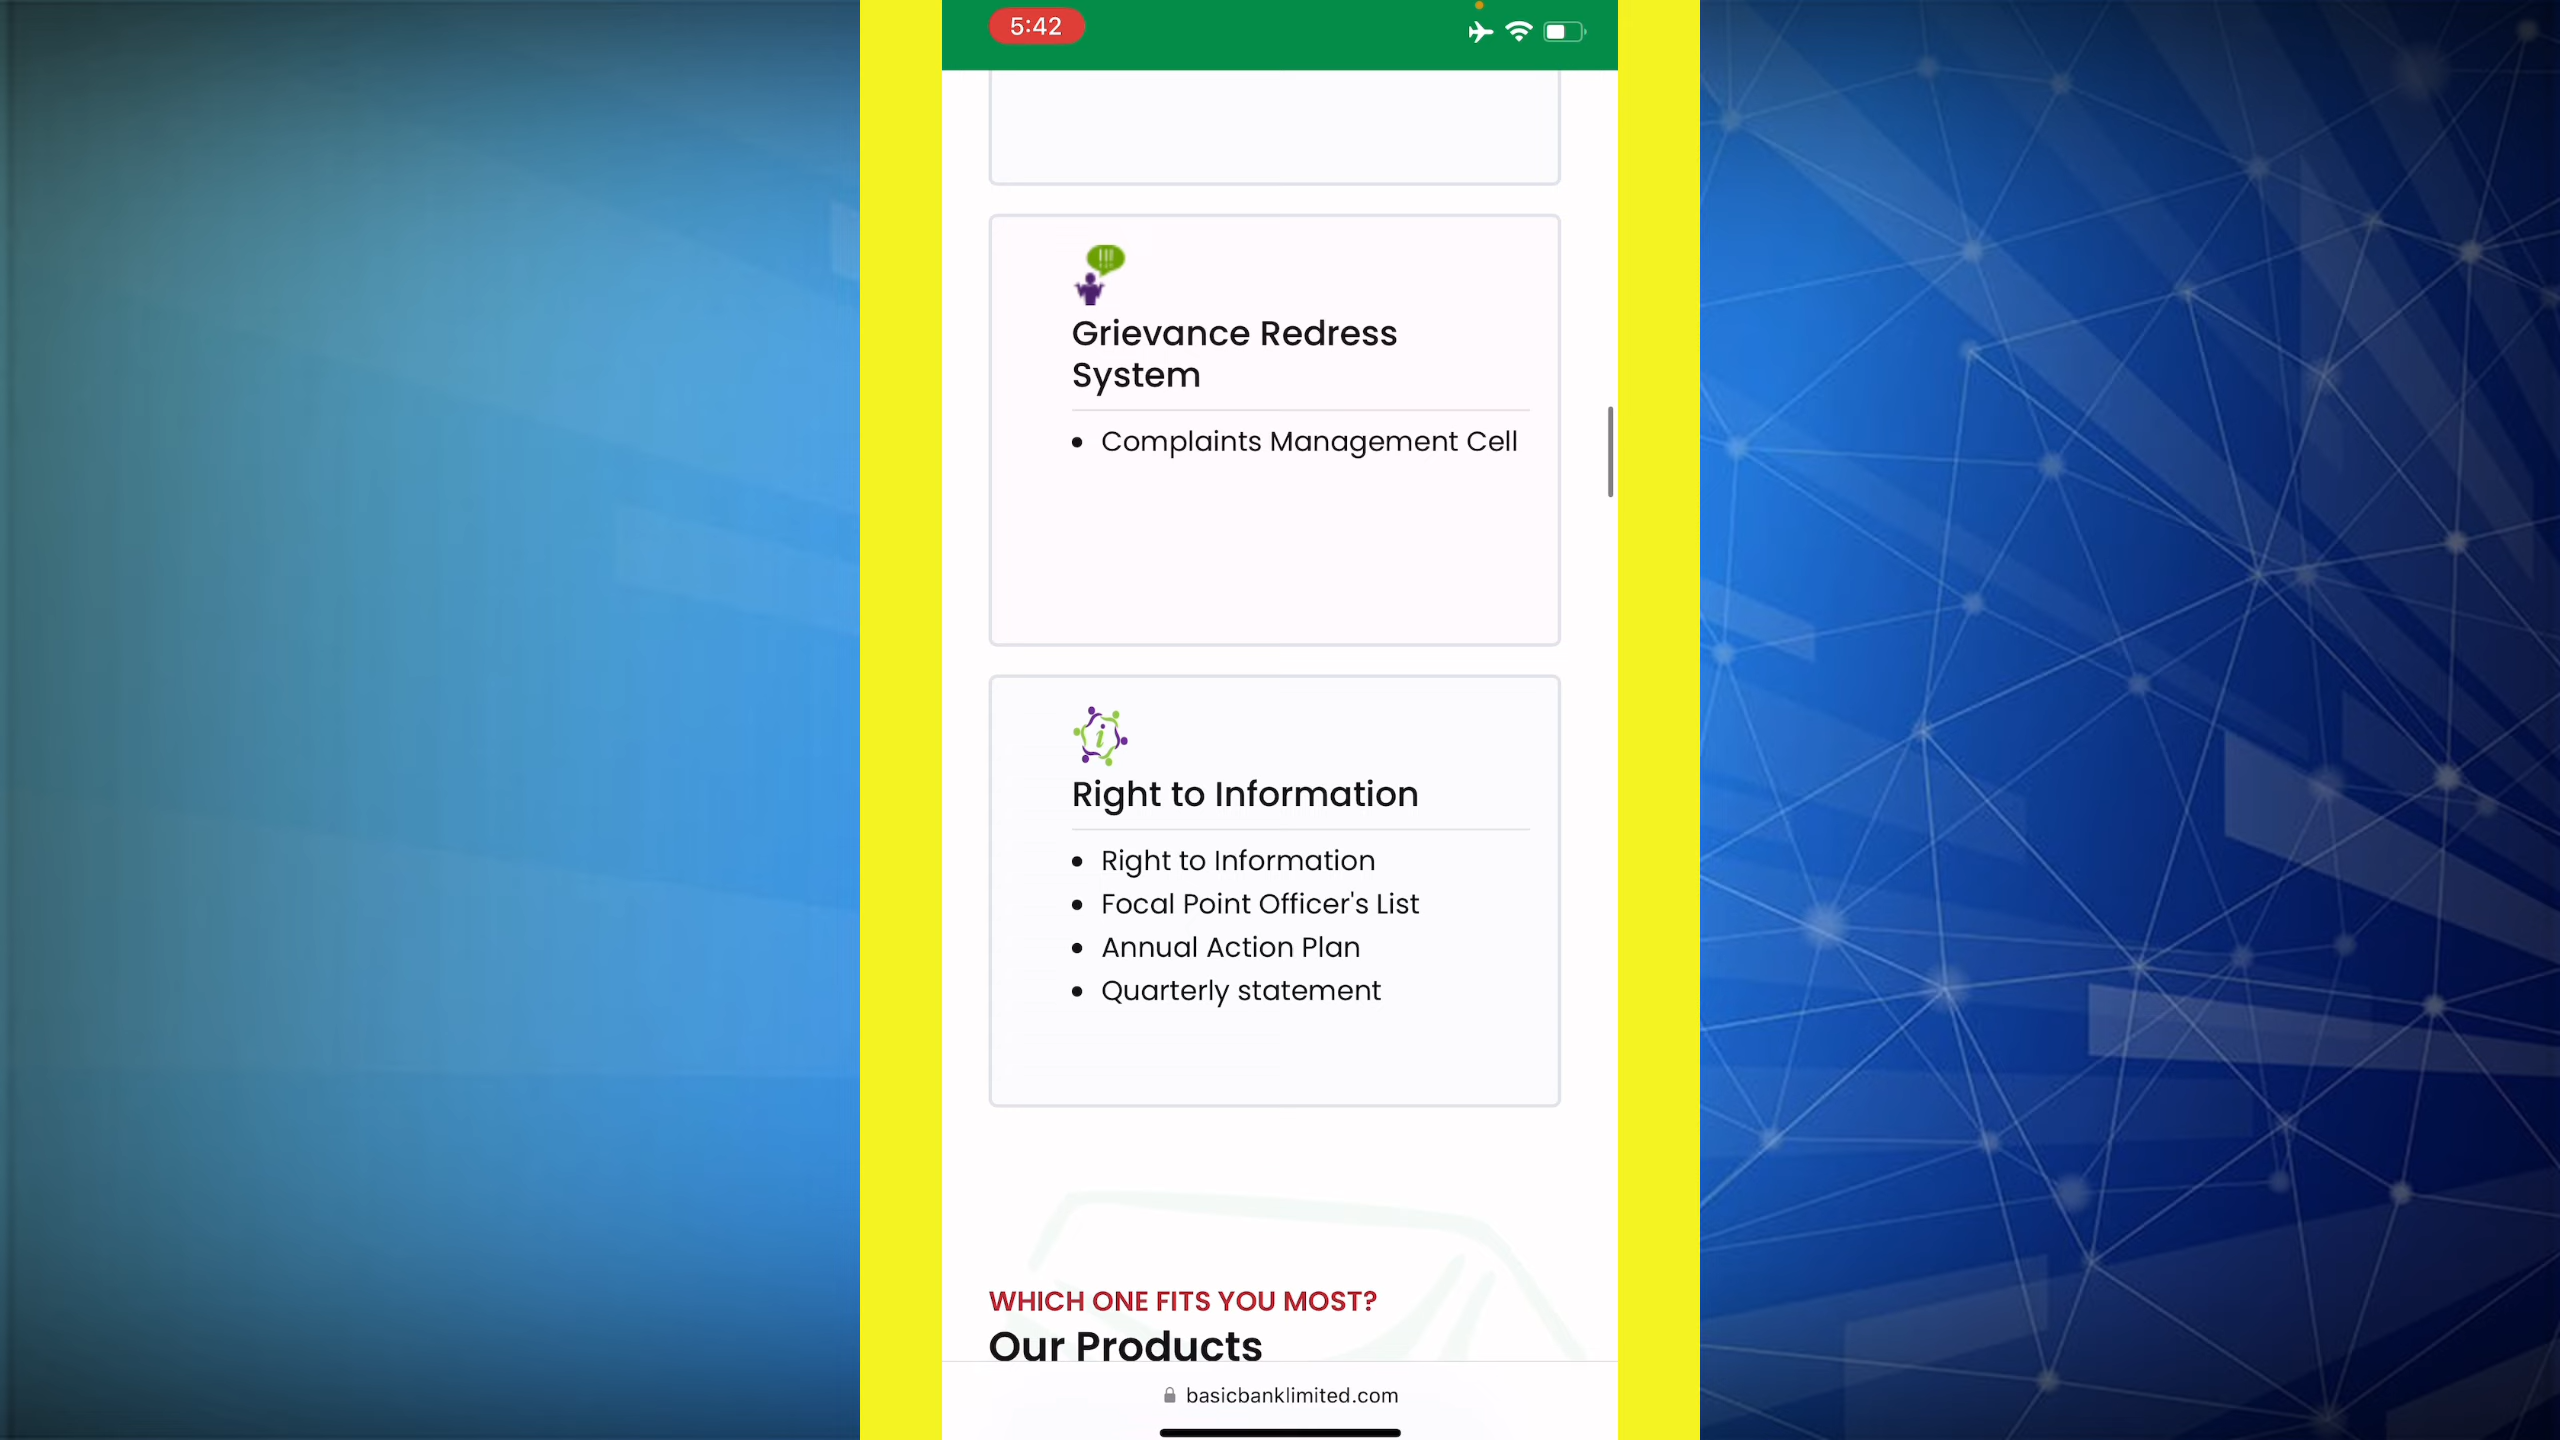 5:42
Grievance Redress
System
Complaints Management Cell
Right to Information
Right to Information
Focal Point Officer's List
Annual Action Plan
Quarterly statement
WHICH ONE FITS YOU MOST?
Our Products
basicbanklimited.com